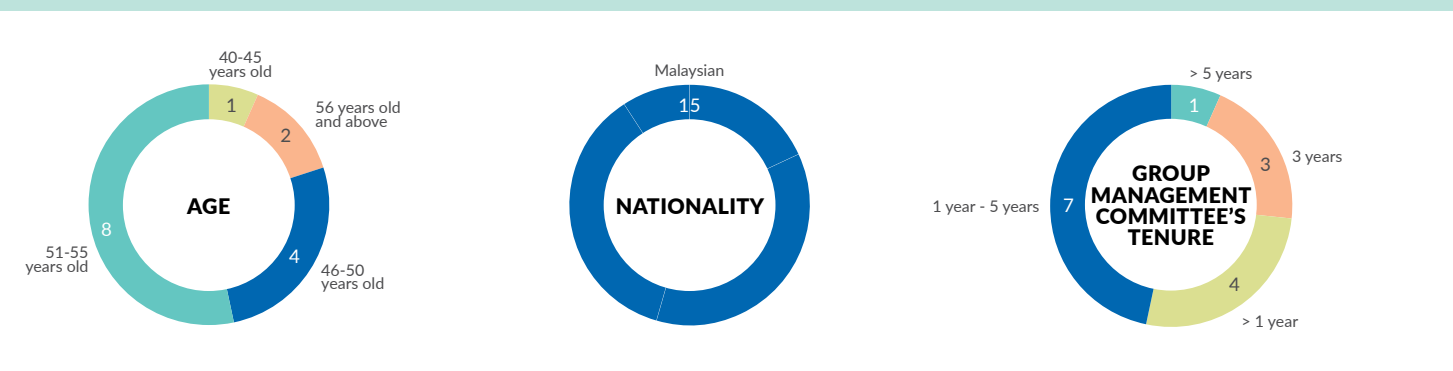 40-45
years old
1
56 years old
and above
2
AGE
8
51-55
years old
4
46-50
years old
Malaysian
15
NATIONALITY
> 5 years
1
3 years
3
GROUP
MANAGEMENT
COMMITTEE'S
TENURE
1 year - 5 years
7
4
> 1 year